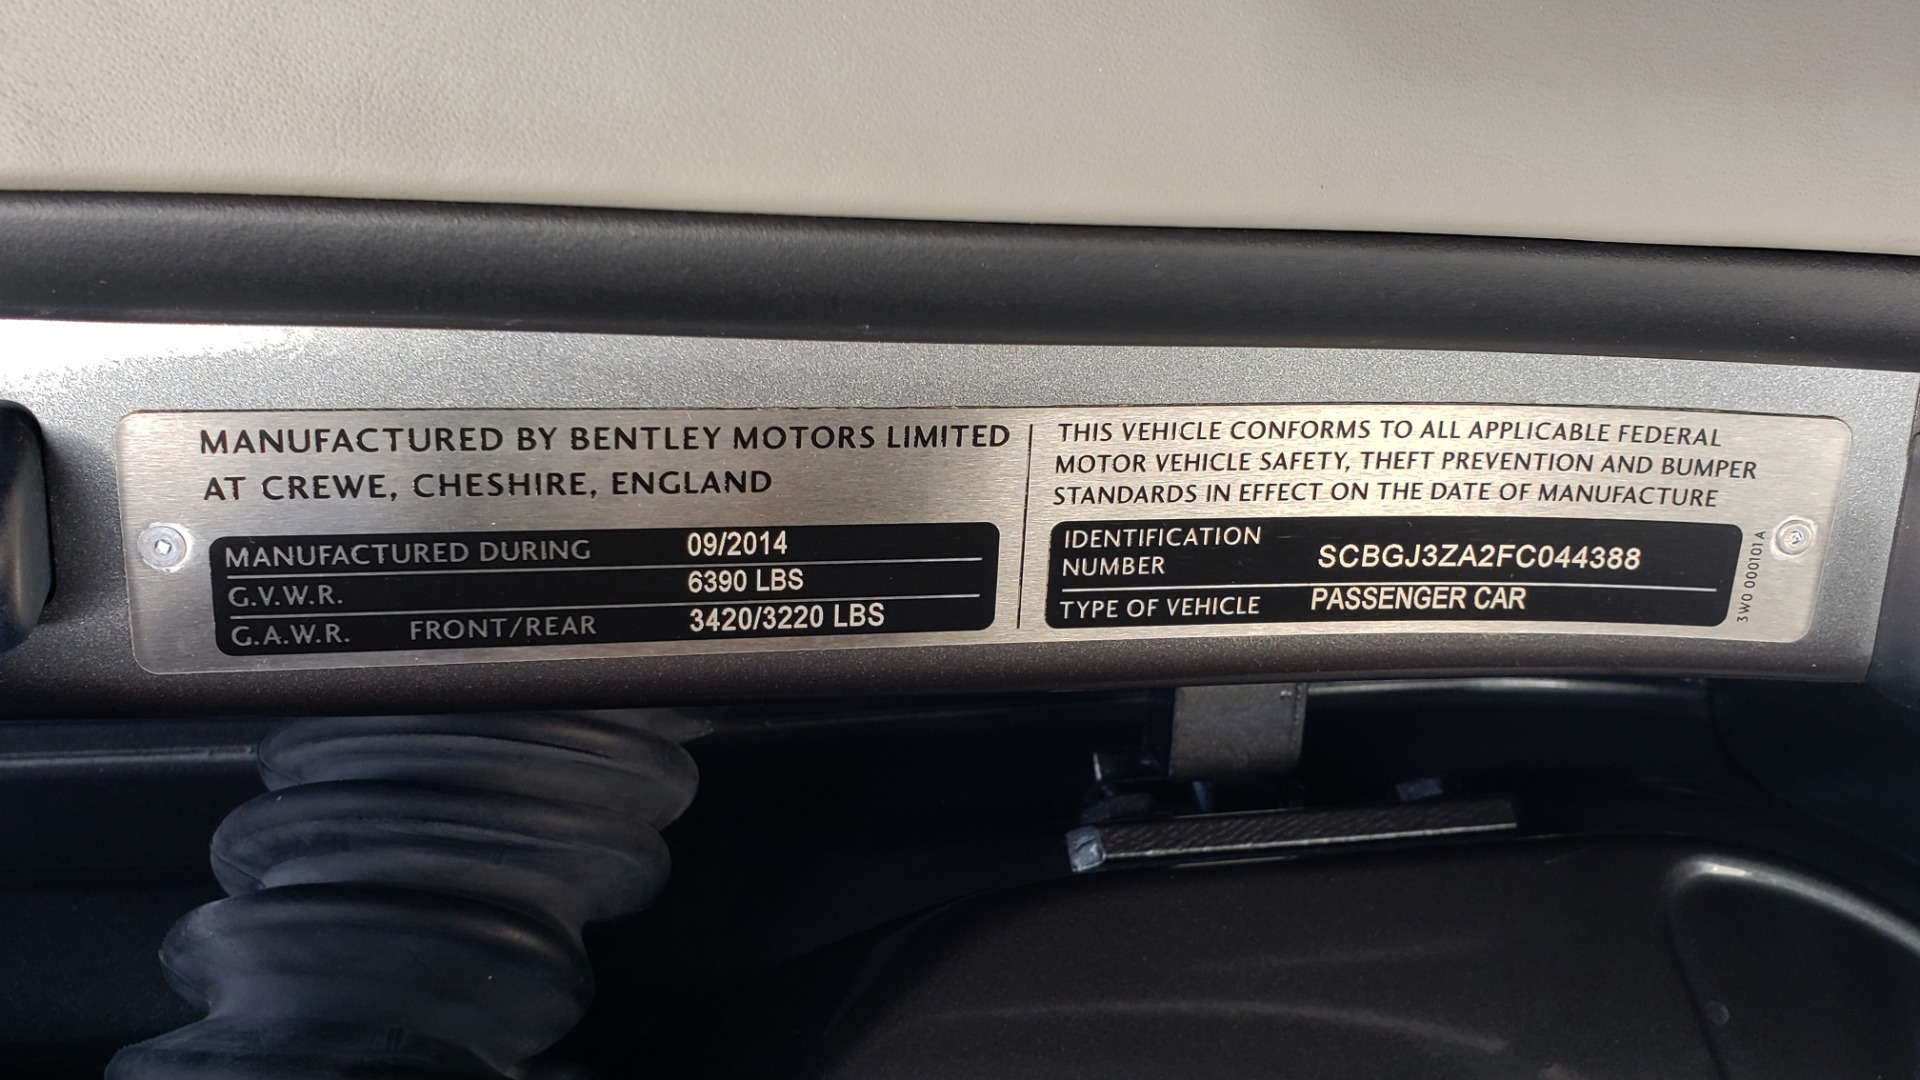 MANUFACTURED BY BENTLEY MOTORS LIMITED
AT CREWE, CHESHIRE, ENGLAND
MANUFACTURED DURING 09/2014
G.V.W.R. 6390 LBS
G.A.W.R. FRONT/REAR 3420/3220 LBS
THIS VEHICLE CONFORMS TO ALL APPLICABLE FEDERAL
MOTOR VEHICLE SAFETY, THEFT PREVENTION AND BUMPER
STANDARDS IN EFFECT ON THE DATE OF MANUFACTURE
IDENTIFICATION
NUMBER SCBGJ3ZA2FC044388
TYPE OF VEHICLE PASSENGER CAR
3W0 000101A